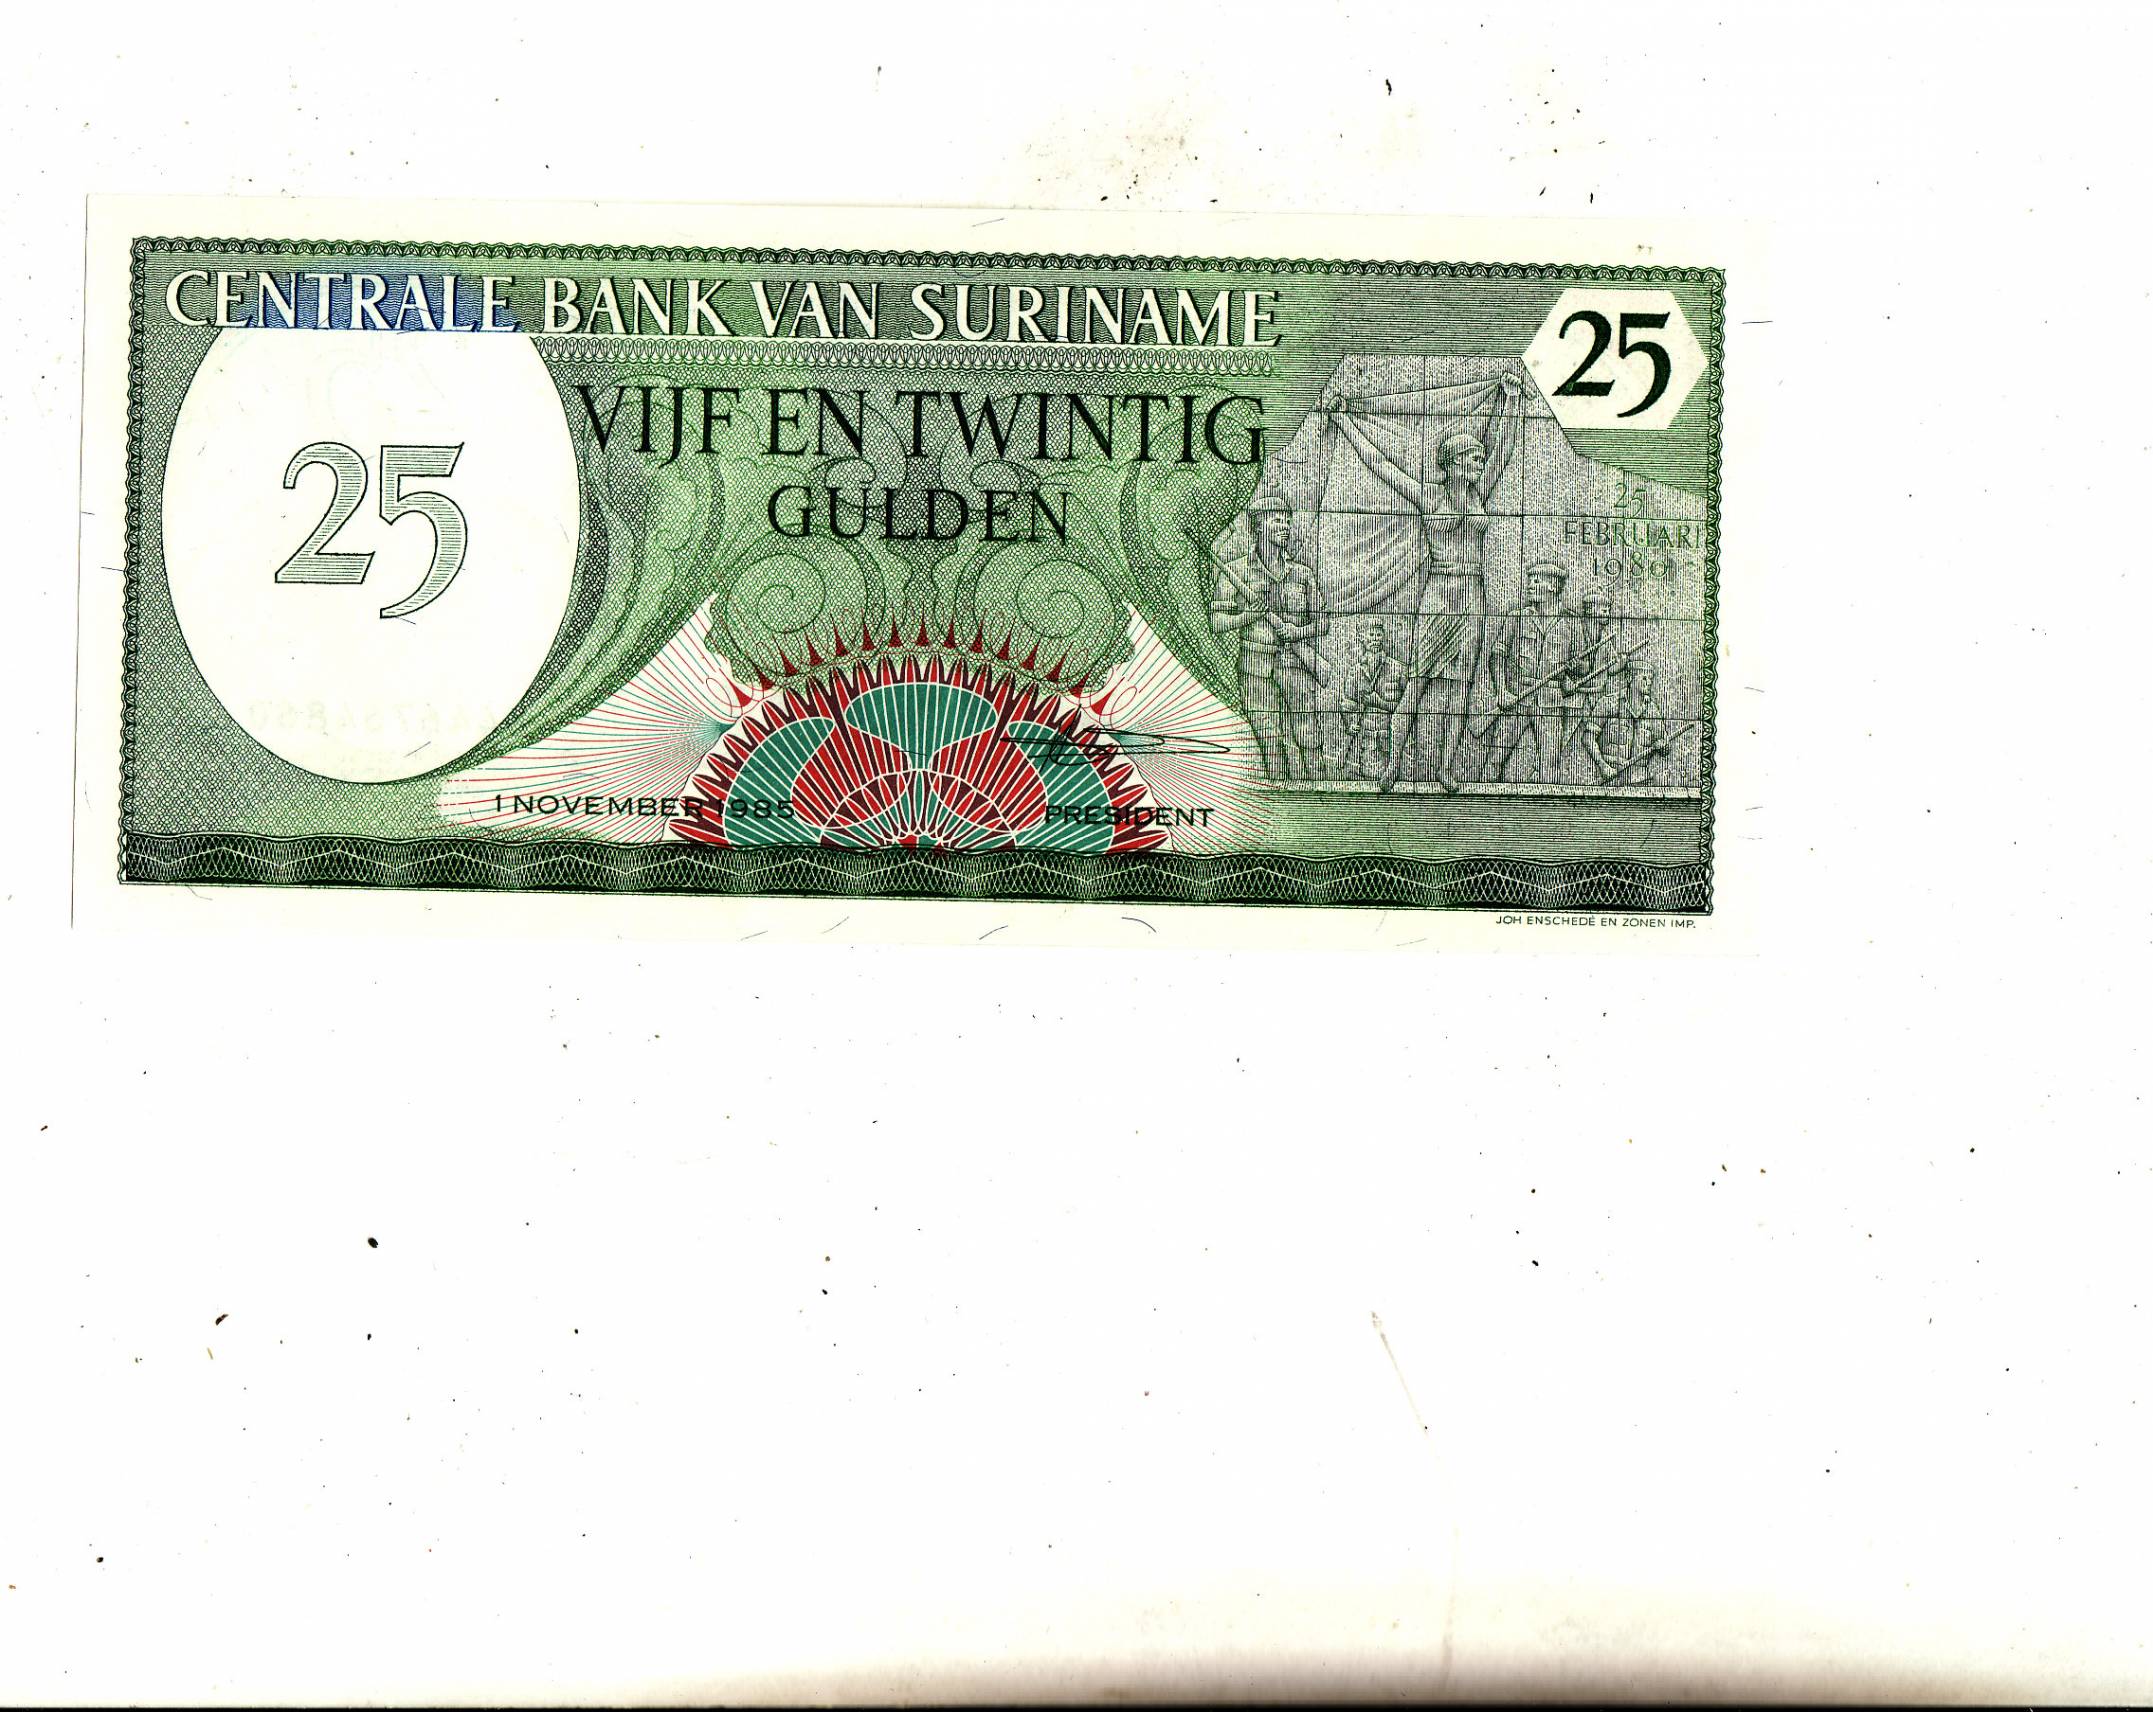 CENTRALE BANK VAN SURINAME
25
VIJF EN TWINTIG
GULDEN
25
25
FEBRUARI
1980
1 NOVEMBER 1985
PRESIDENT
JOH ENSCHEDÉ EN ZONEN IMP.